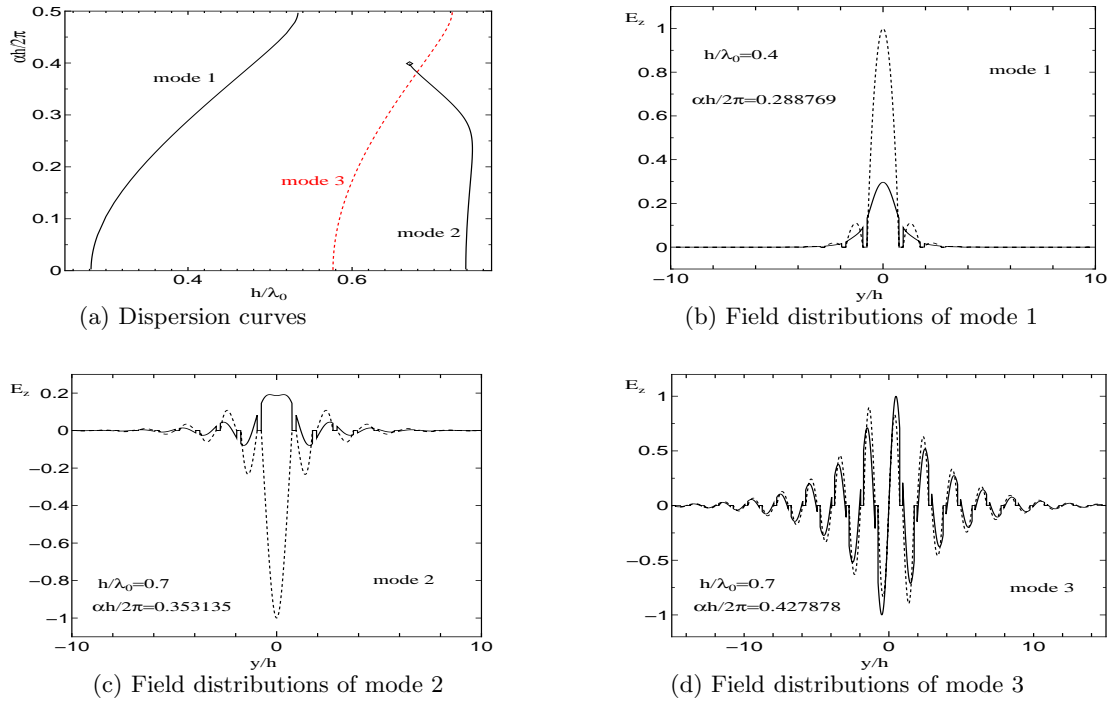 0.5
0.4
0.3
0.2
0.1
0
αh/2π
mode 1
mode 3
mode 2
0.4
0.6
h/λ₀
(a) Dispersion curves
E_z
1
0.8
0.6
0.4
0.2
0
h/λ₀=0.4
αh/2π=0.288769
mode 1
−10
0
10
y/h
(b) Field distributions of mode 1
E_z
0.2
0
−0.2
−0.4
−0.6
−0.8
−1
h/λ₀=0.7
αh/2π=0.353135
mode 2
−10
0
10
y/h
(c) Field distributions of mode 2
E_z
1
0.5
0
−0.5
−1
h/λ₀=0.7
αh/2π=0.427878
mode 3
−10
0
10
y/h
(d) Field distributions of mode 3